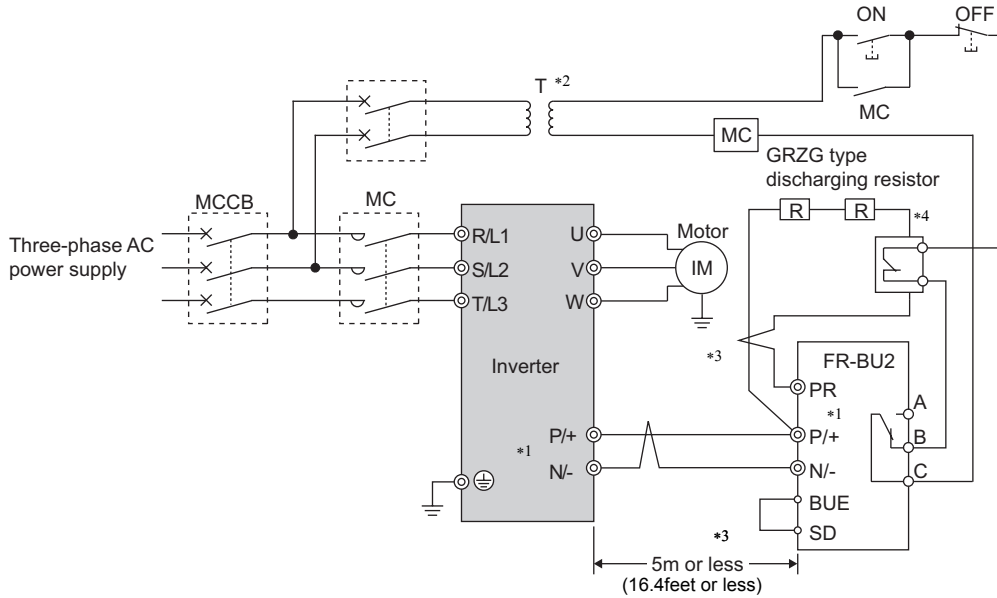 ON
OFF
T *2
MC
MC
GRZG type
discharging resistor
MCCB
MC
R
R
*4
Three-phase AC
power supply
R/L1
S/L2
T/L3
U
V
W
Motor
IM
Inverter
*3
FR-BU2
PR
*1
A
P/+
*1
P/+
B
N/-
N/-
C
BUE
SD
*3
5m or less
(16.4feet or less)